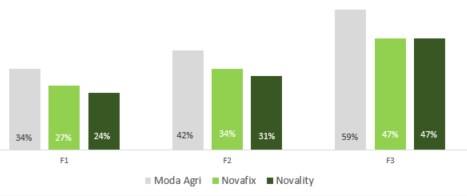 34% 27% 24% 42% 34% 31% 59% 47% 47%
F1 F2 F3
Moda Agri Novafix Novality